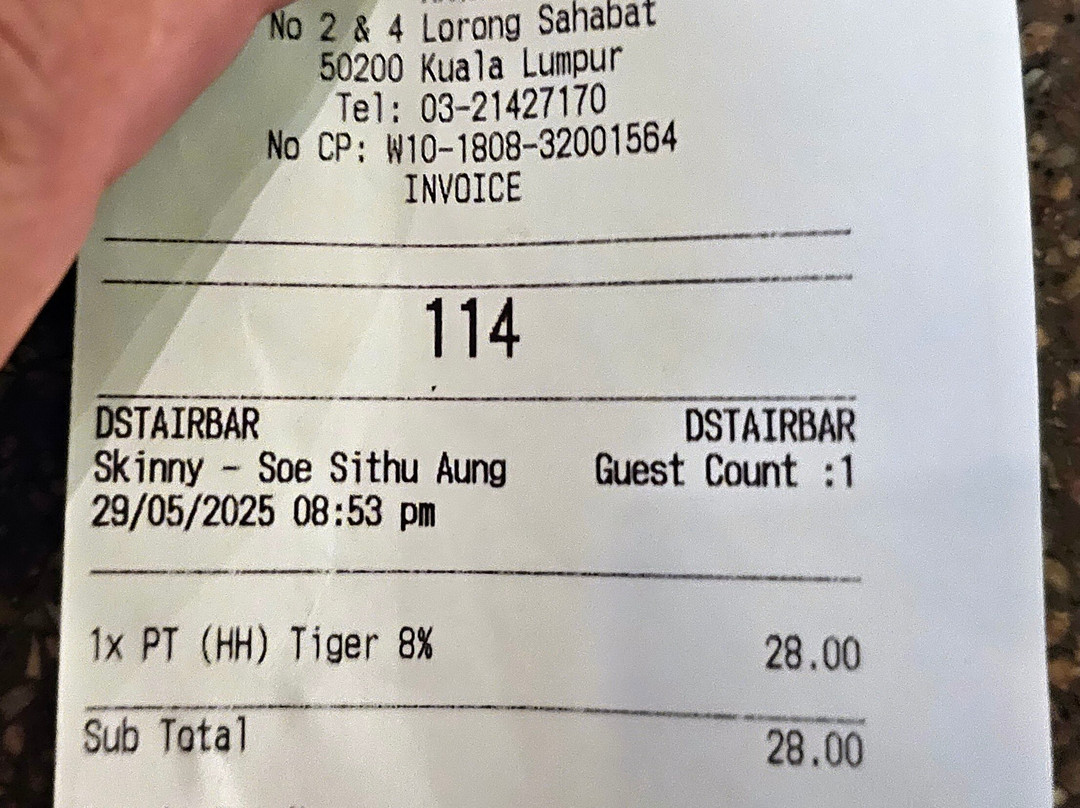 No 2 & 4 Lorong Sahabat
50200 Kuala Lumpur
Tel: 03-21427170
No CP: W10-1808-32001564
INVOICE
114
DSTAIRBAR DSTAIRBAR
Skinny - Soe Sithu Aung Guest Count :1
29/05/2025 08:53 pm
1x PT (HH) Tiger 8% 28.00
Sub Total 28.00